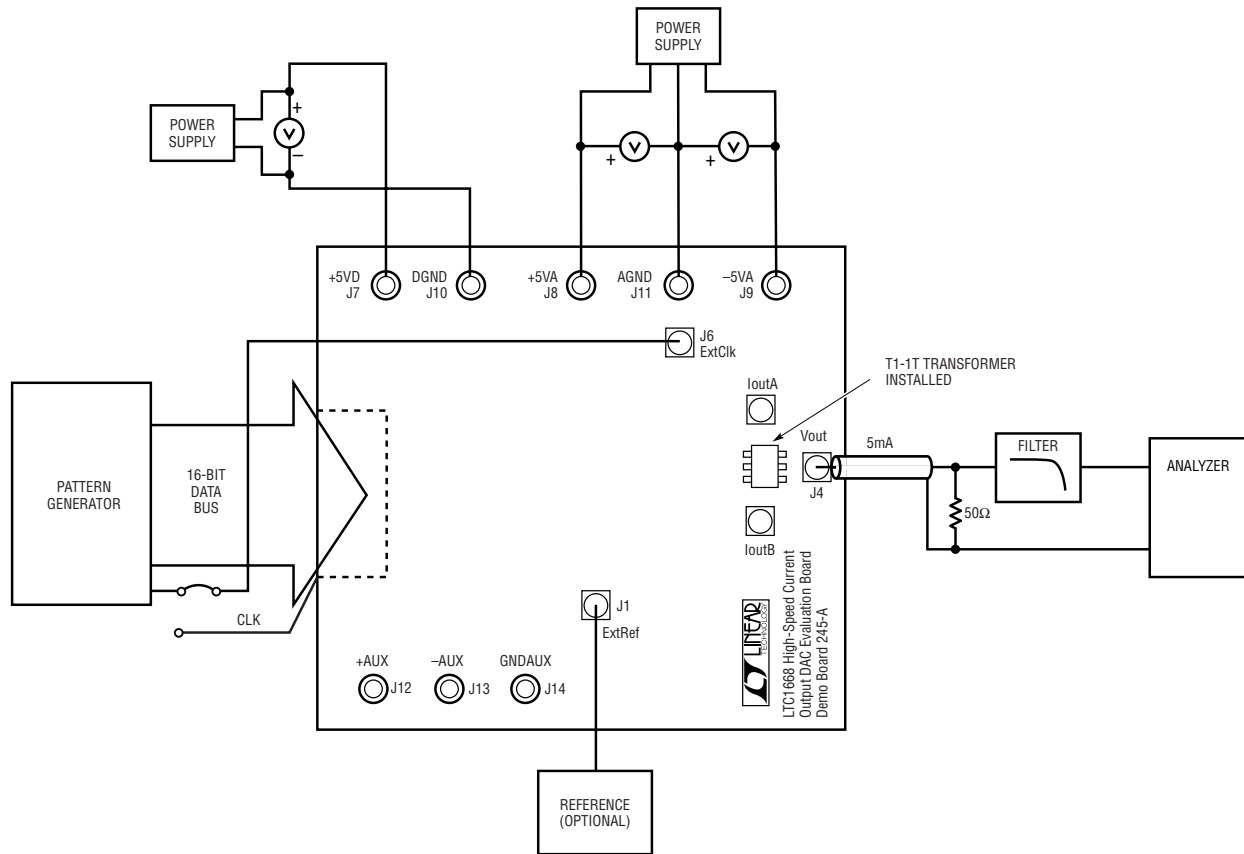 POWER
SUPPLY
POWER
SUPPLY
+
V
–
+
V
+
V
+5VD
J7
DGND
J10
+5VA
J8
AGND
J11
–5VA
J9
J6
ExtClk
T1-1T TRANSFORMER
INSTALLED
IoutA
Vout
J4
IoutB
5mA
50Ω
FILTER
ANALYZER
PATTERN
GENERATOR
16-BIT
DATA
BUS
CLK
J1
ExtRef
+AUX
J12
–AUX
J13
GNDAUX
J14
LINEAR
TECHNOLOGY
LTC1668 High-Speed Current
Output DAC Evaluation Board
Demo Board 245-A
REFERENCE
(OPTIONAL)